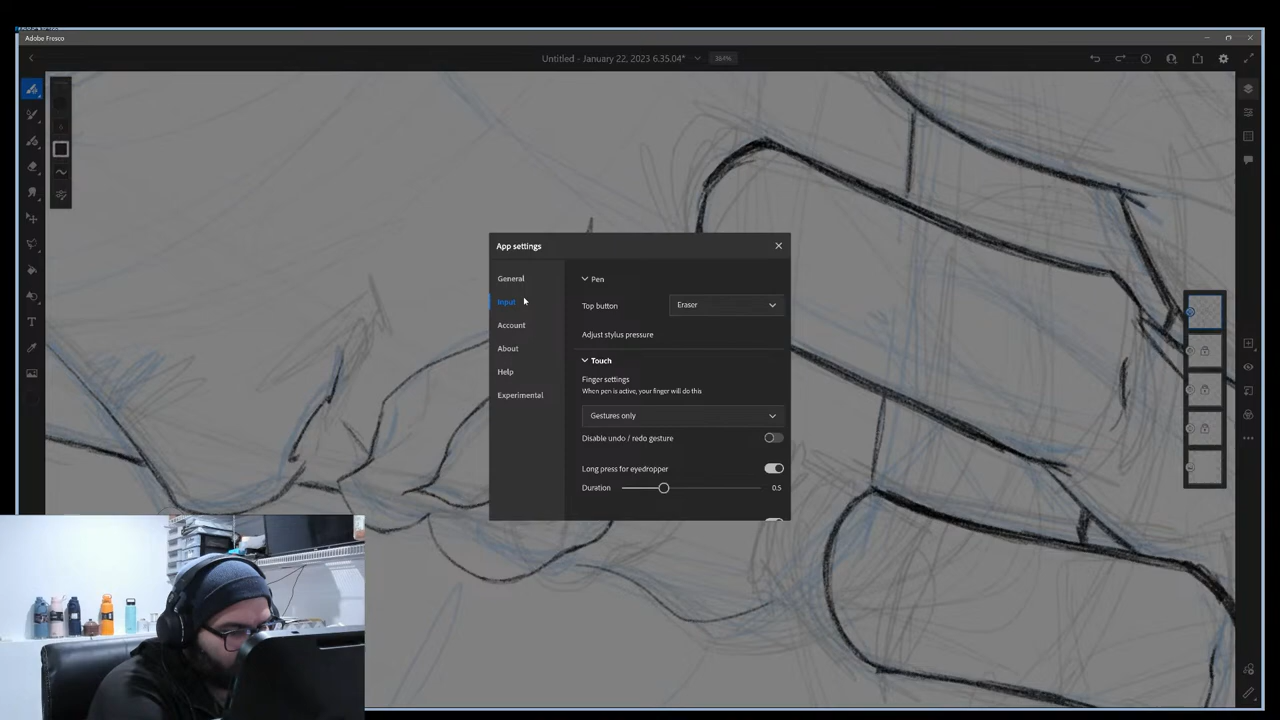 Adobe Fresco
Untitled - January 22, 2023 6.35.04*
384%
App settings
General
Input
Account
About
Help
Experimental
Pen
Top button
Eraser
Adjust stylus pressure
Touch
Finger settings
When pen is active, your finger will do this
Gestures only
Disable undo / redo gesture
Long press for eyedropper
Duration
0.5
T